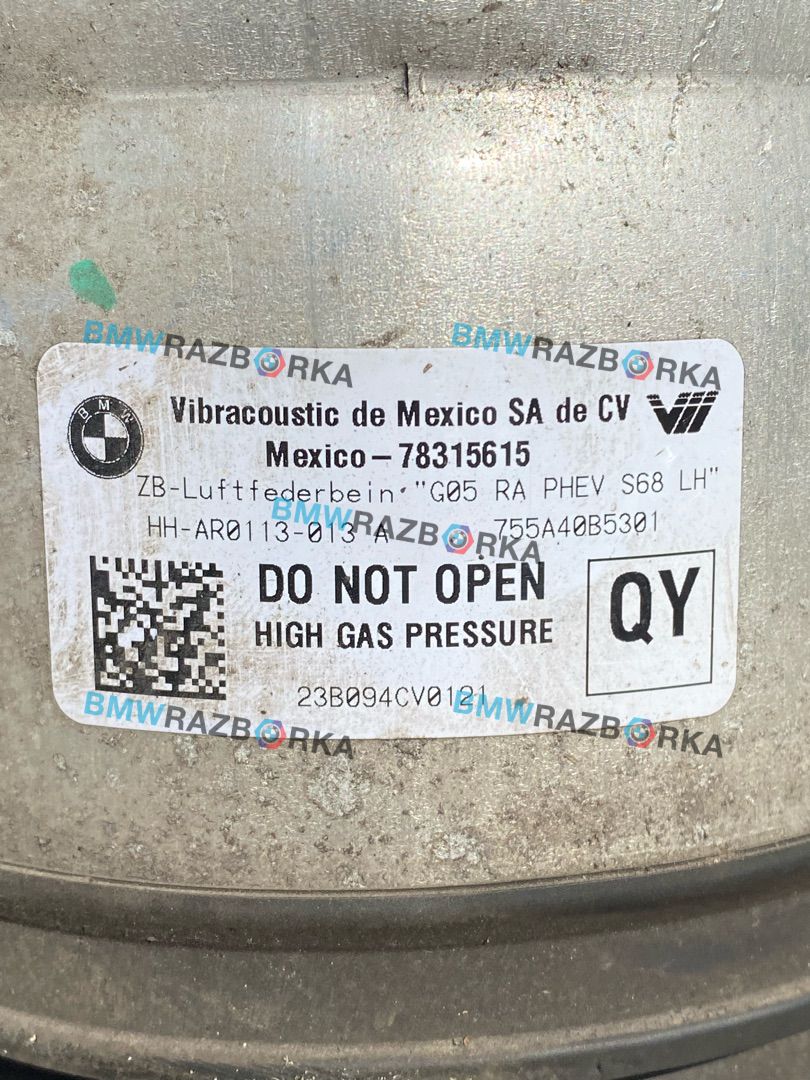 BMWRAZBORKA BMWRAZBORKA
BMW Vibracoustic de Mexico SA de CV
Mexico-78315615
ZB-Luftfederbein "G05 RA PHEV S68 LH"
HH-AR0113-013 A 755A40B5301
BMWRAZBORKA
DO NOT OPEN
QY
HIGH GAS PRESSURE
23B094CV0121
BMWRAZBORKA BMWRAZBORKA